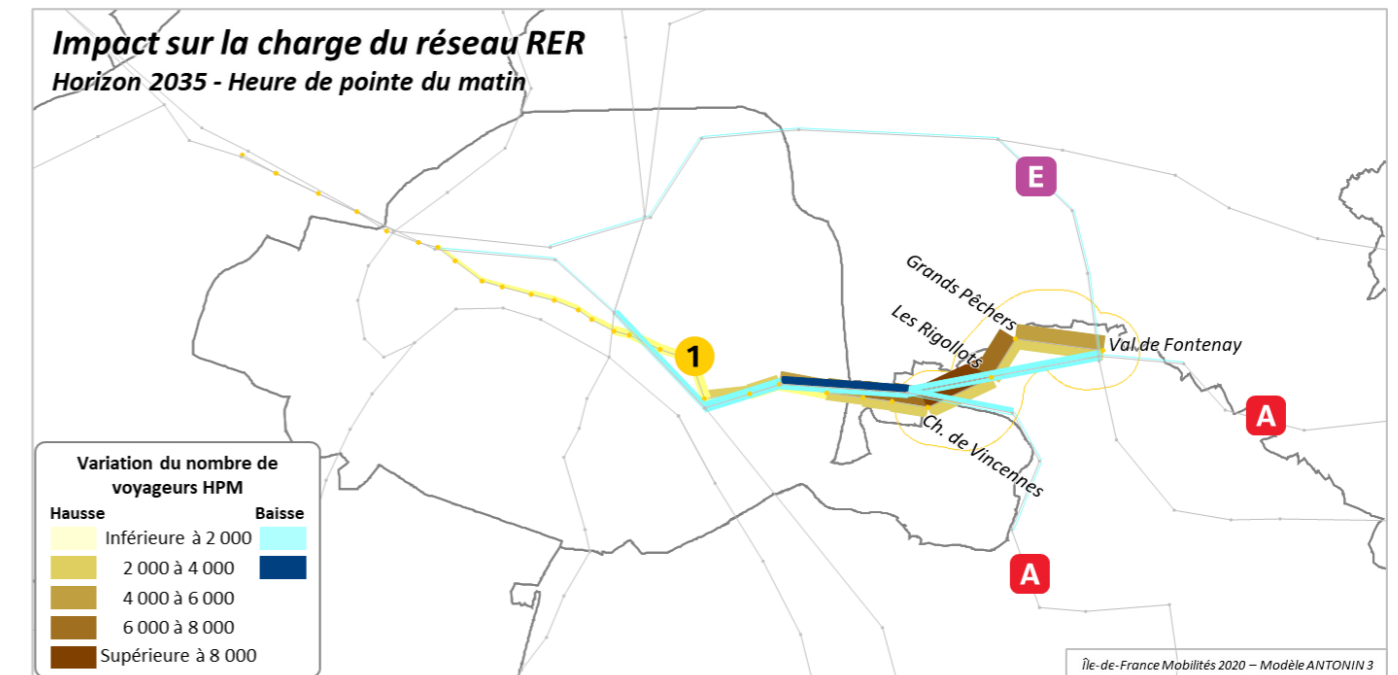 Impact sur la charge du réseau RER
Horizon 2035 - Heure de pointe du matin
E
Grands Pêchers
Les Rigollots
Val de Fontenay
1
A
Ch. de Vincennes
A
Variation du nombre de
voyageurs HPM
Hausse Baisse
Inférieure à 2 000
2 000 à 4 000
4 000 à 6 000
6 000 à 8 000
Supérieure à 8 000
Île-de-France Mobilités 2020 – Modèle ANTONIN 3